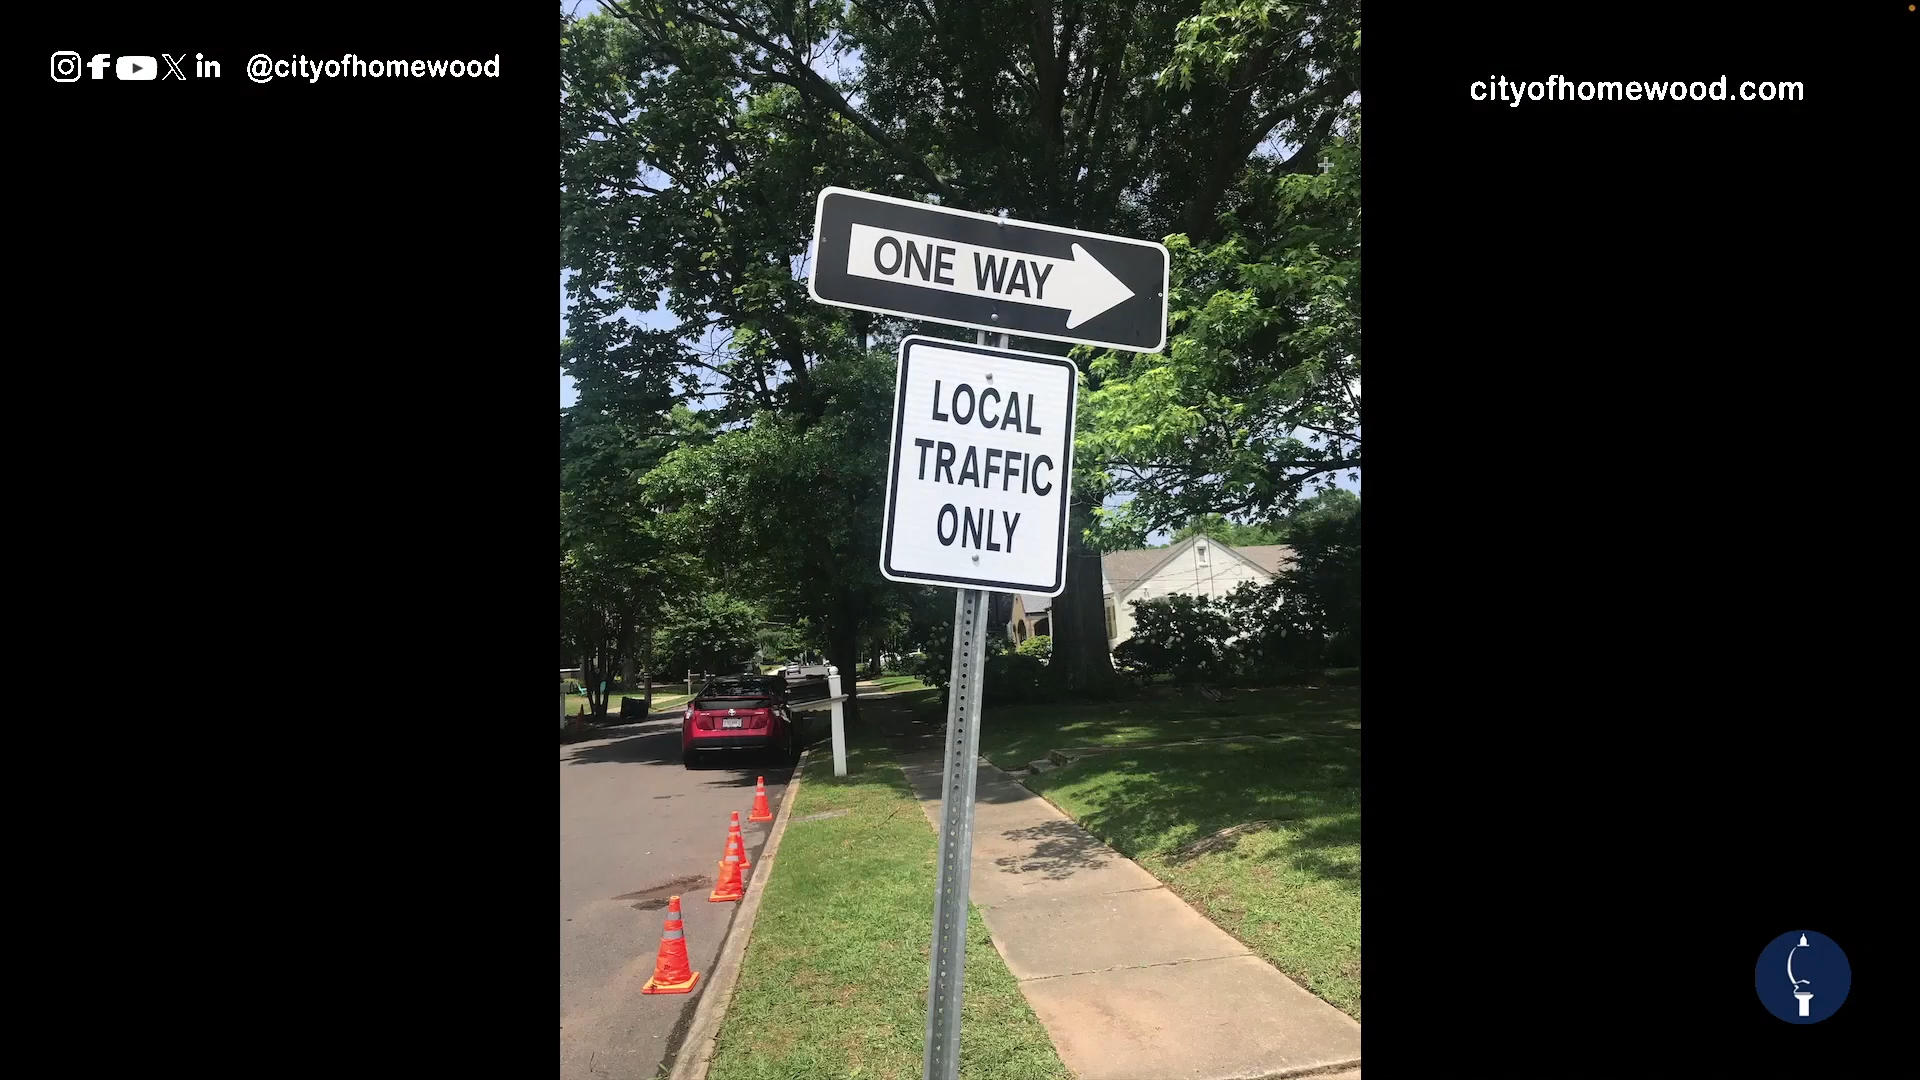 @cityofhomewood
cityofhomewood.com
ONE WAY
LOCAL
TRAFFIC
ONLY